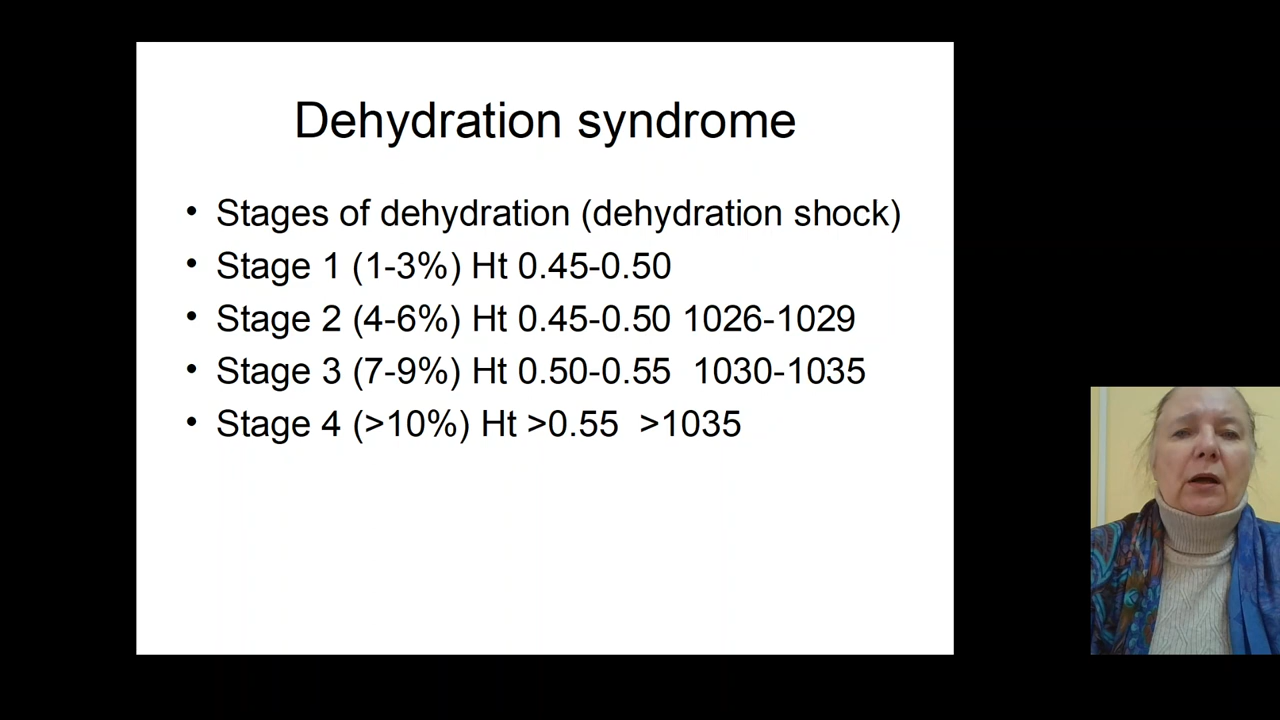 Dehydration syndrome
• Stages of dehydration (dehydration shock)
• Stage 1 (1-3%) Ht 0.45-0.50
• Stage 2 (4-6%) Ht 0.45-0.50 1026-1029
• Stage 3 (7-9%) Ht 0.50-0.55  1030-1035
• Stage 4 (>10%) Ht >0.55  >1035